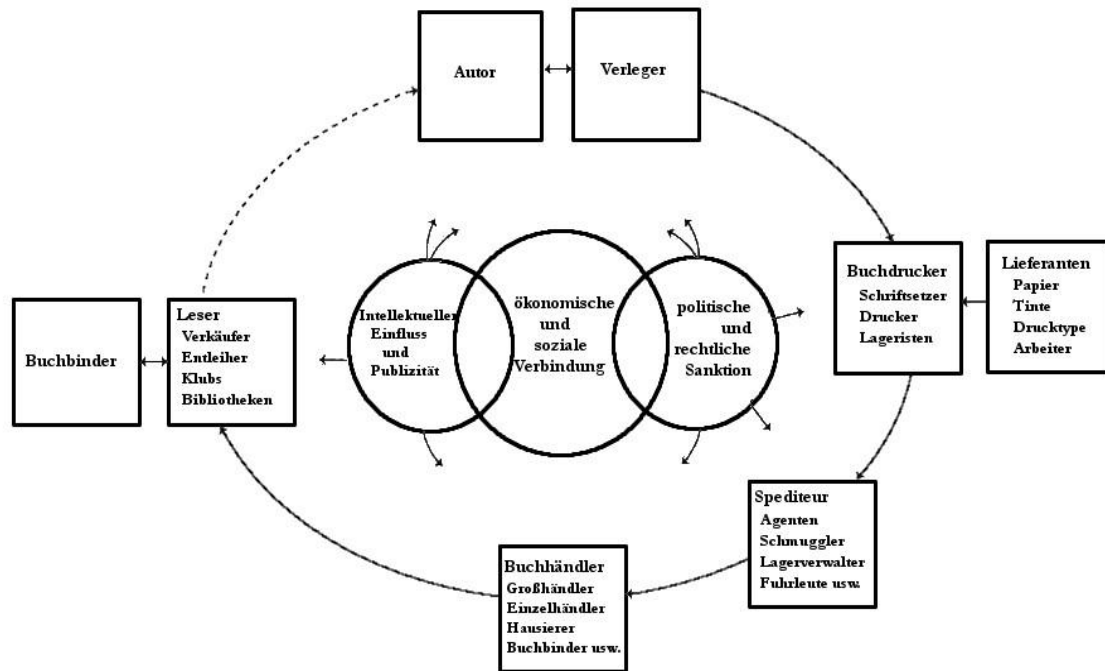 Autor
Verleger
Buchdrucker
Schriftsetzer
Drucker
Lageristen
Lieferanten
Papier
Tinte
Drucktype
Arbeiter
Intellektueller
Einfluss
und
Publizität
ökonomische
und
soziale
Verbindung
politische
und
rechtliche
Sanktion
Buchbinder
Leser
Verkäufer
Entleiher
Klubs
Bibliotheken
Spediteur
Agenten
Schmuggler
Lagerverwalter
Fuhrleute usw.
Buchhändler
Großhändler
Einzelhändler
Hausierer
Buchbinder usw.